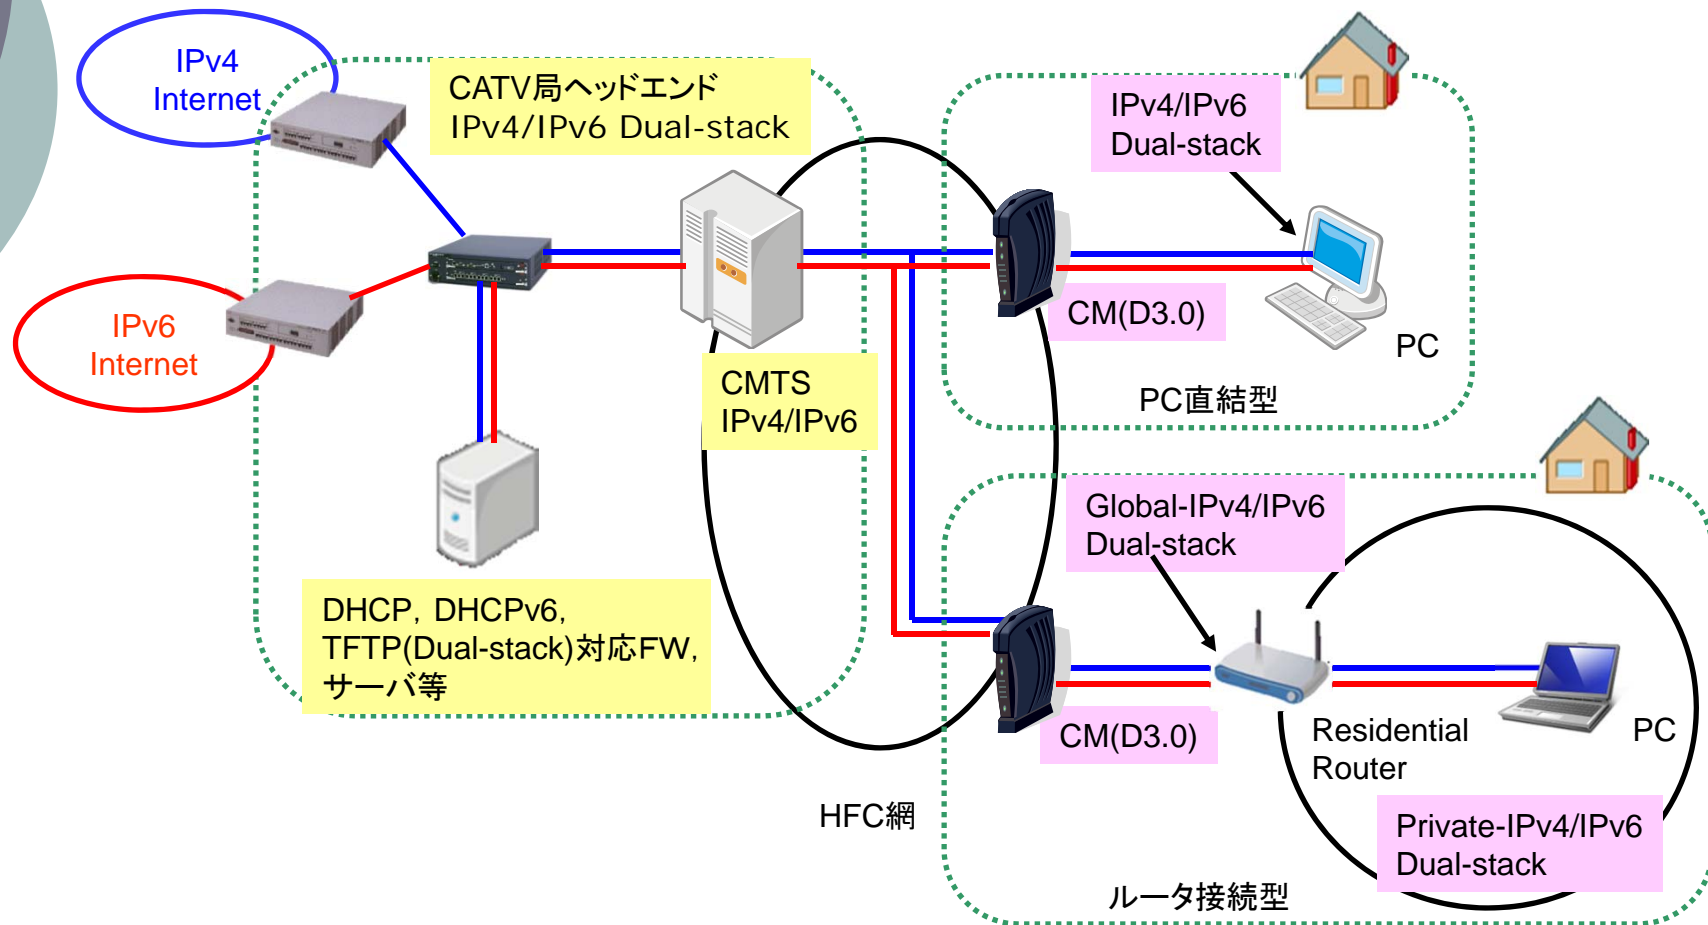 IPv4
Internet
CATV局ヘッドエンド
IPv4/IPv6 Dual-stack
IPv4/IPv6
Dual-stack
IPv6
Internet
CM(D3.0)
PC
CMTS
IPv4/IPv6
PC直結型
Global-IPv4/IPv6
Dual-stack
DHCP, DHCPv6,
TFTP(Dual-stack)対応FW,
サーバ等
CM(D3.0)
Residential
Router
PC
HFC網
Private-IPv4/IPv6
Dual-stack
ルータ接続型